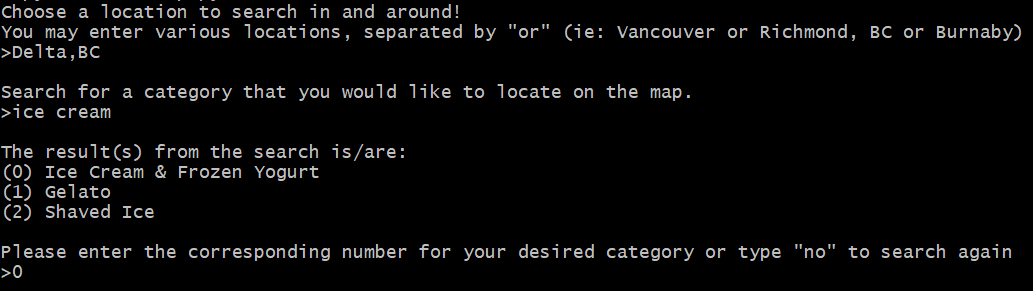 Choose a location to search in and around!
You may enter various locations, separated by "or" (ie: Vancouver or Richmond, BC or Burnaby)
>Delta,BC
Search for a category that you would like to locate on the map.
>ice cream
The result(s) from the search is/are:
(0) Ice Cream & Frozen Yogurt
(1) Gelato
(2) Shaved Ice
Please enter the corresponding number for your desired category or type "no" to search again
>0